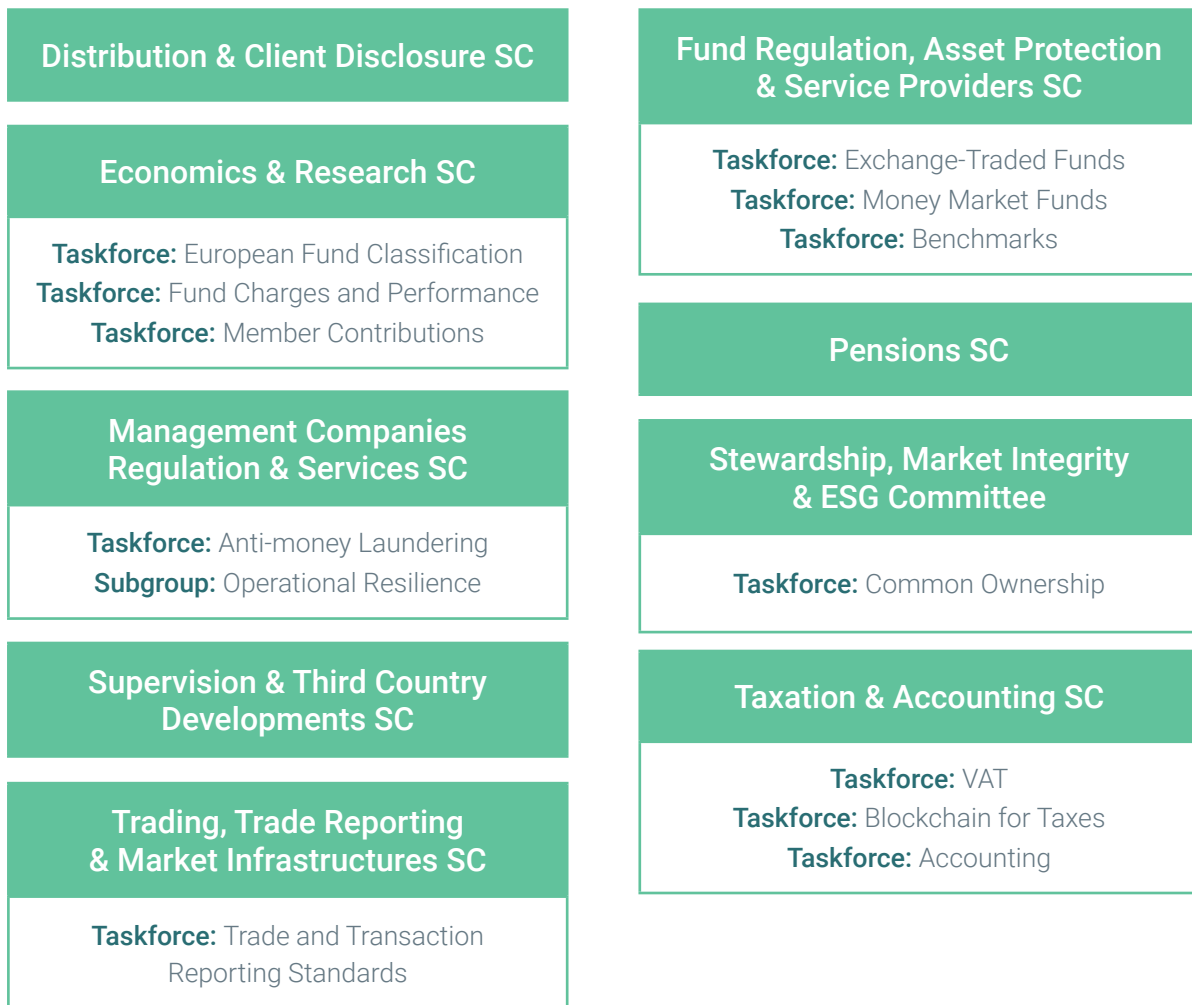 Distribution & Client Disclosure SC
Economics & Research SC
Taskforce: European Fund Classification
Taskforce: Fund Charges and Performance
Taskforce: Member Contributions
Management Companies
Regulation & Services SC
Taskforce: Anti-money Laundering
Subgroup: Operational Resilience
Supervision & Third Country
Developments SC
Trading, Trade Reporting
& Market Infrastructures SC
Taskforce: Trade and Transaction
Reporting Standards
Fund Regulation, Asset Protection
& Service Providers SC
Taskforce: Exchange-Traded Funds
Taskforce: Money Market Funds
Taskforce: Benchmarks
Pensions SC
Stewardship, Market Integrity
& ESG Committee
Taskforce: Common Ownership
Taxation & Accounting SC
Taskforce: VAT
Taskforce: Blockchain for Taxes
Taskforce: Accounting